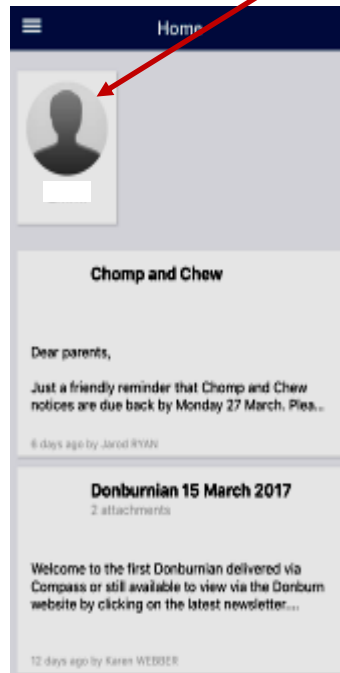 Home
Chomp and Chew
Dear parents,
Just a friendly reminder that Chomp and Chew
notices are due back by Monday 27 March. Plea...
6 days ago by Jarod RYAN
Donburnian 15 March 2017
2 attachments
Welcome to the first Donburnian delivered via
Compass or still available to view via the Donburn
website by clicking on the latest newsletter....
12 days ago by Karen WEBBER